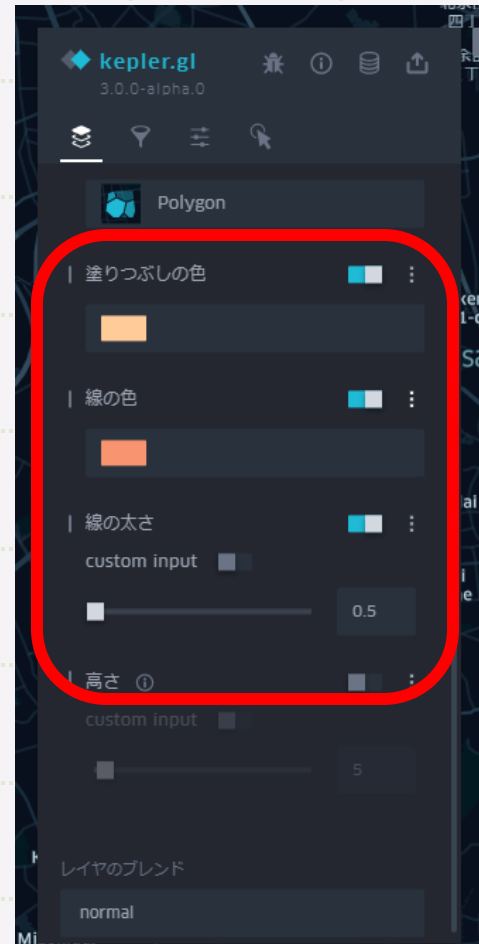 四丁
kepler.gl
3.0.0-alpha.0
Polygon
塗りつぶしの色
線の色
線の太さ
custom input
0.5
高さ
custom input
5
レイヤのブレンド
normal